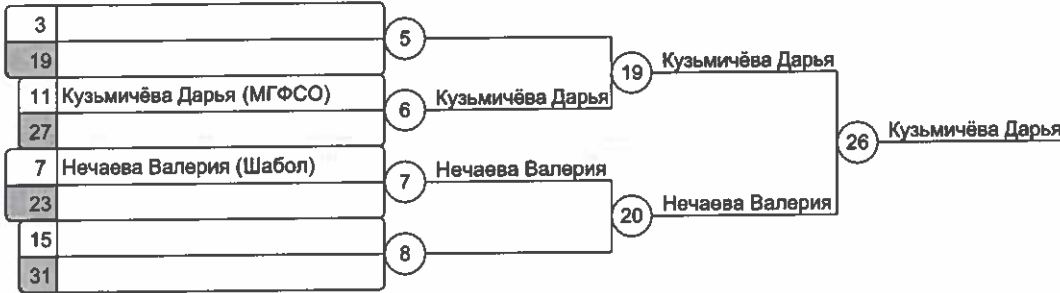 3
5
19
19 Кузьмичёва Дарья
11 Кузьмичёва Дарья (МГФСО)
6 Кузьмичёва Дарья
27
26 Кузьмичёва Дарья
7 Нечаева Валерия (Шабол)
7 Нечаева Валерия
23
20 Нечаева Валерия
15
8
31